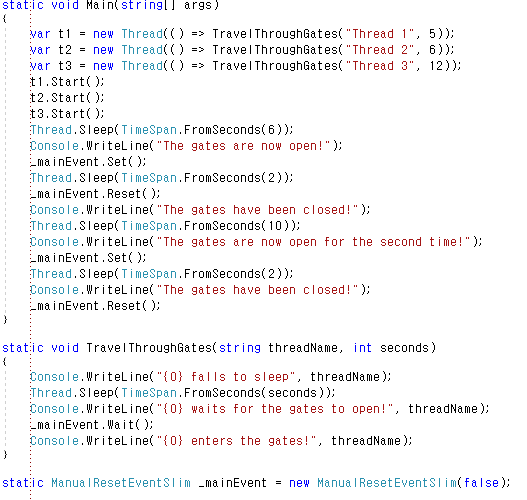 static void Main(string[] args)
{
var t1 = new Thread(() => TravelThroughGates("Thread 1", 5));
var t2 = new Thread(() => TravelThroughGates("Thread 2", 6));
var t3 = new Thread(() => TravelThroughGates("Thread 3", 12));
t1.Start();
t2.Start();
t3.Start();
Thread.Sleep(TimeSpan.FromSeconds(6));
Console.WriteLine("The gates are now open!");
_mainEvent.Set();
Thread.Sleep(TimeSpan.FromSeconds(2));
_mainEvent.Reset();
Console.WriteLine("The gates have been closed!");
Thread.Sleep(TimeSpan.FromSeconds(10));
Console.WriteLine("The gates are now open for the second time!");
_mainEvent.Set();
Thread.Sleep(TimeSpan.FromSeconds(2));
Console.WriteLine("The gates have been closed!");
_mainEvent.Reset();
}
static void TravelThroughGates(string threadName, int seconds)
{
Console.WriteLine("{0} falls to sleep", threadName);
Thread.Sleep(TimeSpan.FromSeconds(seconds));
Console.WriteLine("{0} waits for the gates to open!", threadName);
_mainEvent.Wait();
Console.WriteLine("{0} enters the gates!", threadName);
}
static ManualResetEventSlim _mainEvent = new ManualResetEventSlim(false);